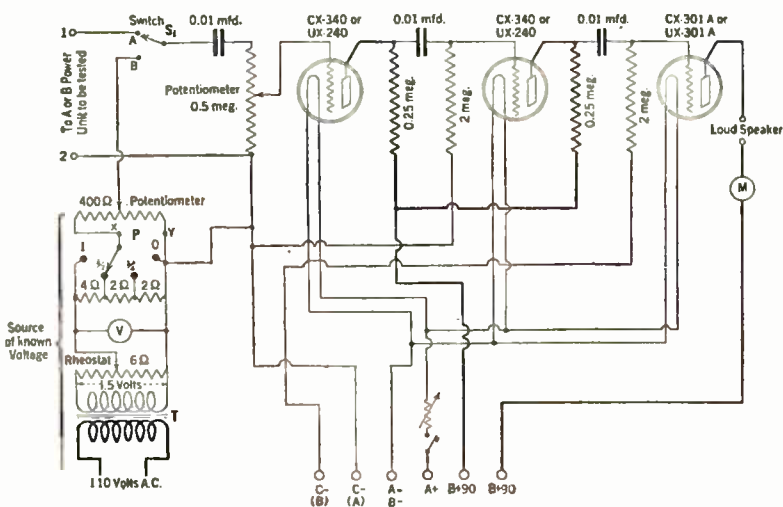 Switch
S1
0.01 mfd.
CX-340 or
UX-240
0.01 mfd.
CX-340 or
UX-240
0.01 mfd.
CX-301 A or
UX-301 A
1
A
B
To A or B Power
Unit to be tested
Potentiometer
0.5 meg.
0.25 meg.
2 meg.
0.25 meg.
2 meg.
Loud Speaker
2
M
400Ω
Potentiometer
X
P
Y
1
0
½
4Ω
2Ω
2Ω
V
Source
of known
Voltage
Rheostat
6Ω
1.5 Volts
T
110 Volts A.C.
C-
(B)
C-
(A)
A-
B-
A+
B+90
B+90